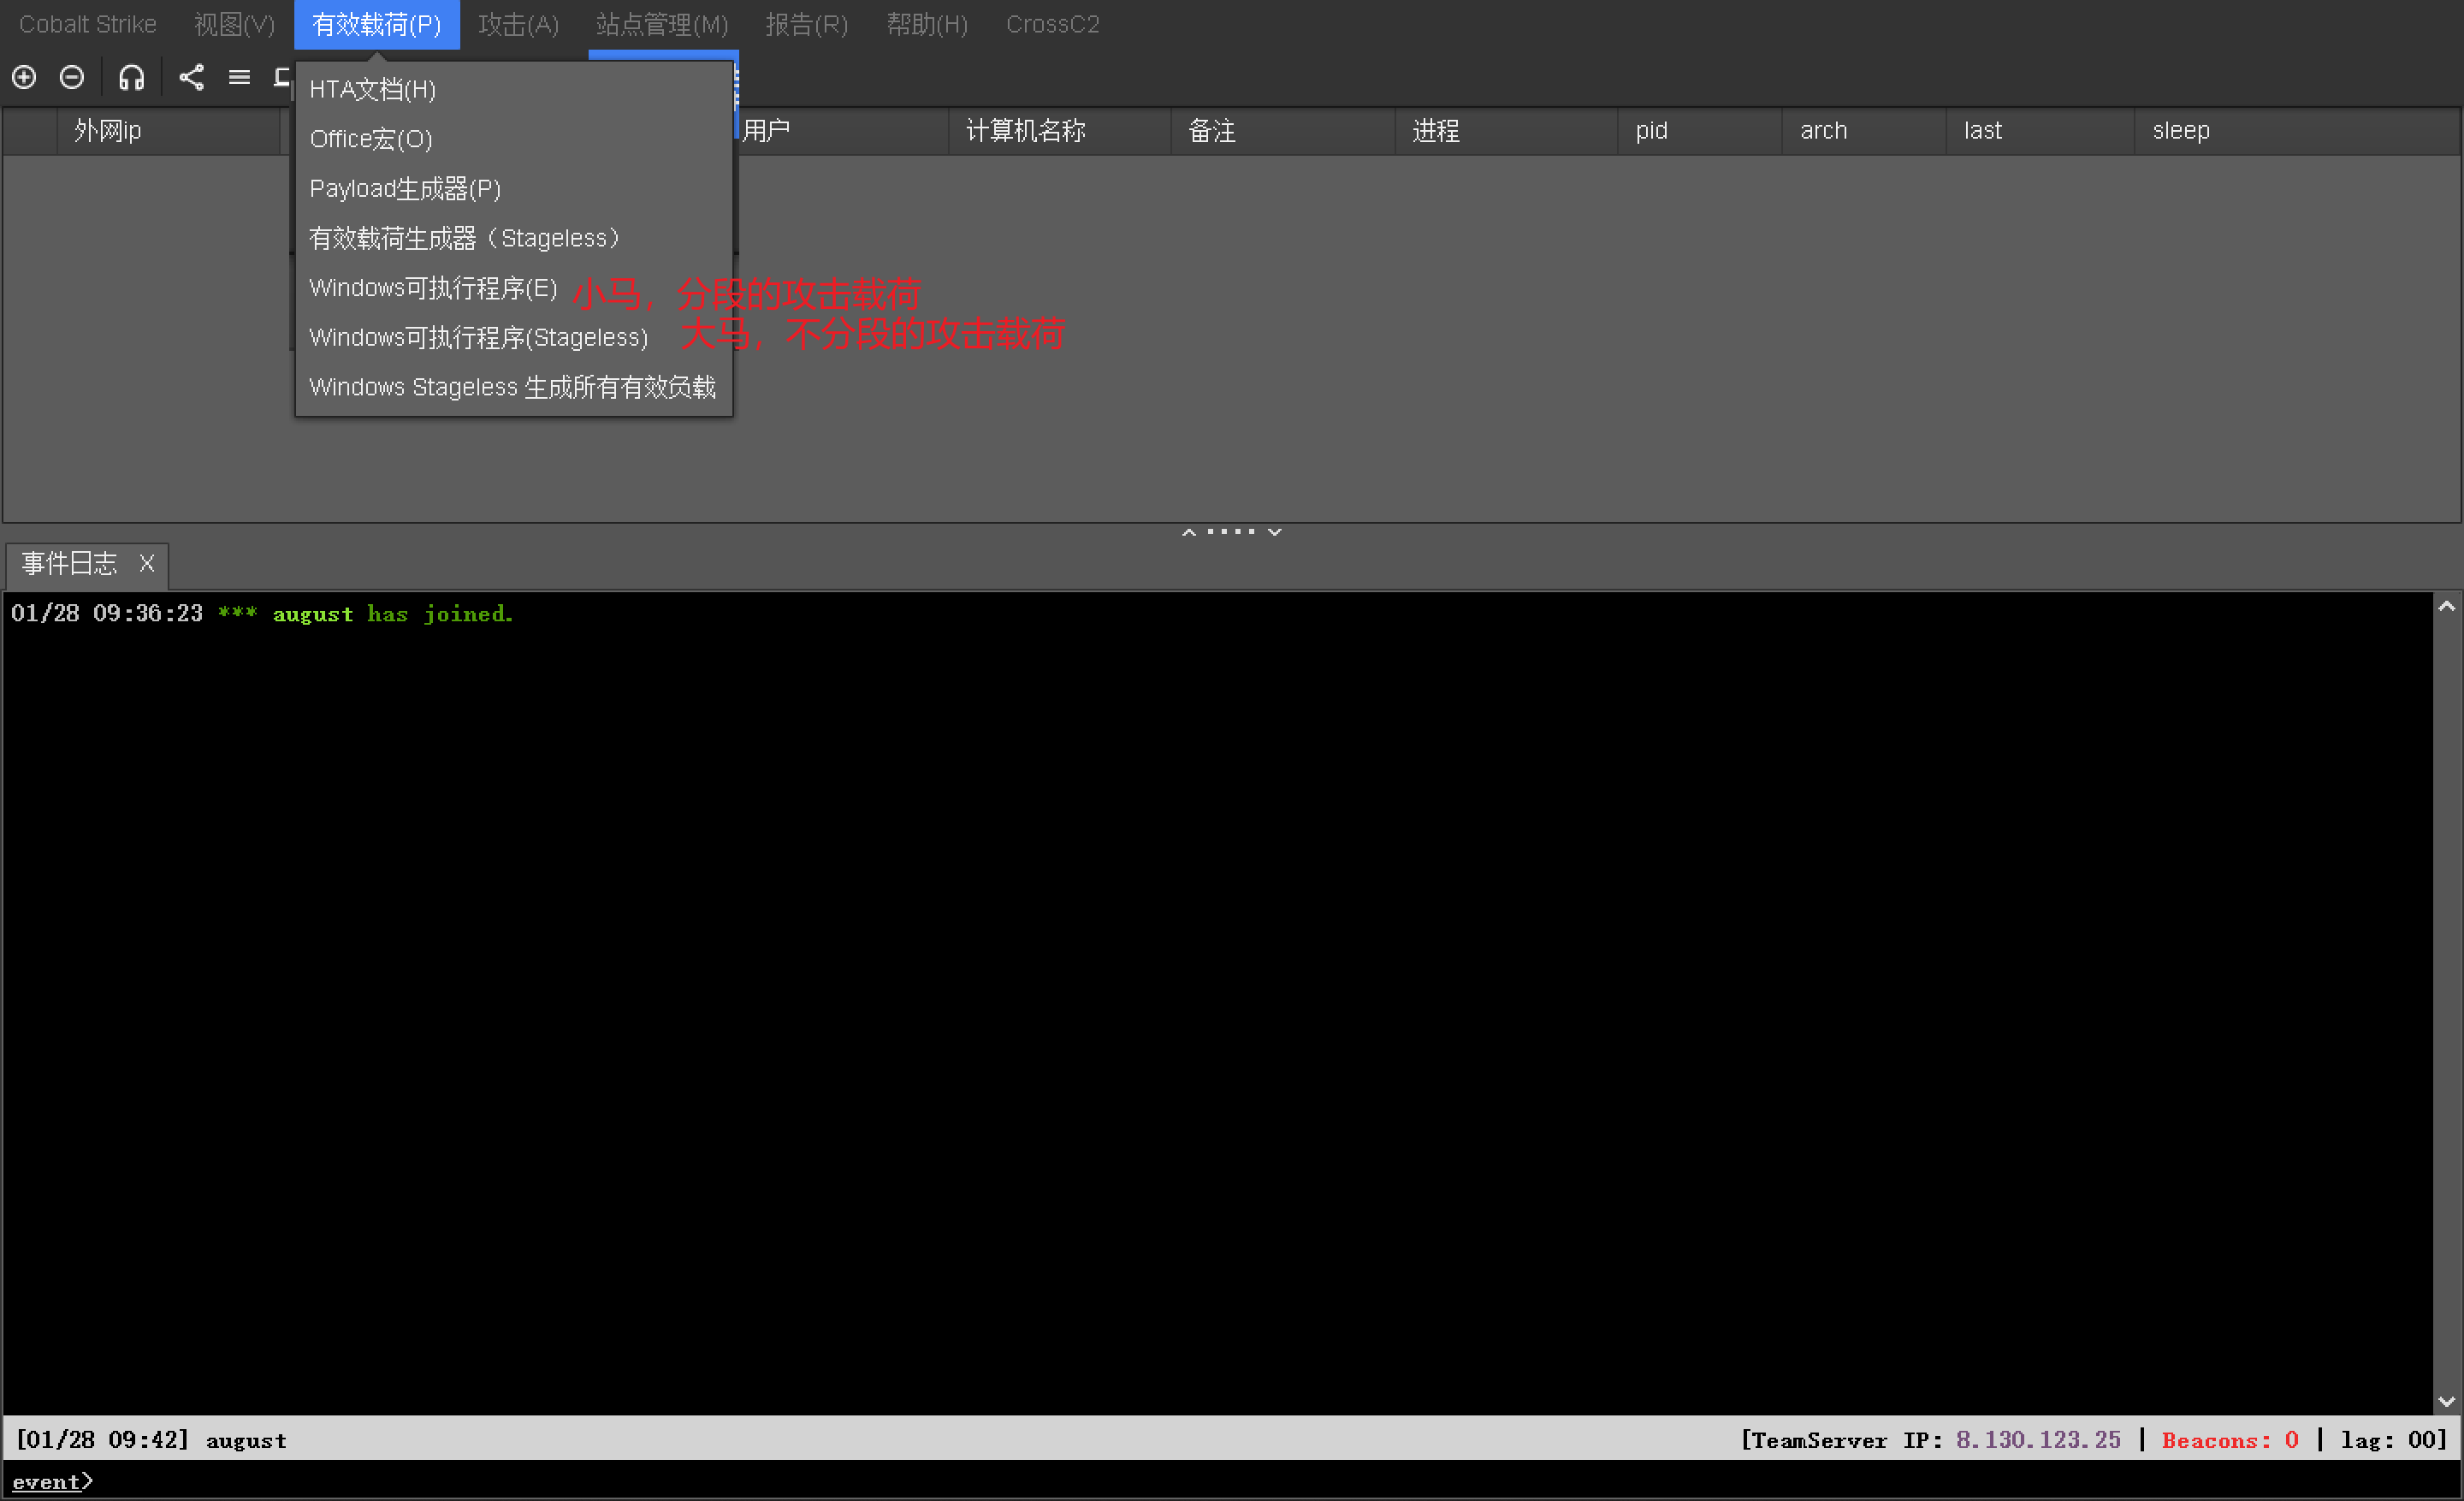 Cobalt Strike 视图(V) 有效载荷(P) 攻击(A) 站点管理(M) 报告(R) 帮助(H) CrossC2
外网ip 用户 计算机名称 备注 进程 pid arch last sleep
HTA文档(H)
Office宏(O)
Payload生成器(P)
有效载荷生成器（Stageless）
Windows可执行程序(E) 小马，分段的攻击载荷
Windows可执行程序(Stageless) 大马，不分段的攻击载荷
Windows Stageless 生成所有有效负载
事件日志 X
01/28 09:36:23 *** august has joined.
[01/28 09:42] august [TeamServer IP: 8.130.123.25 | Beacons: 0 | lag: 00]
event>